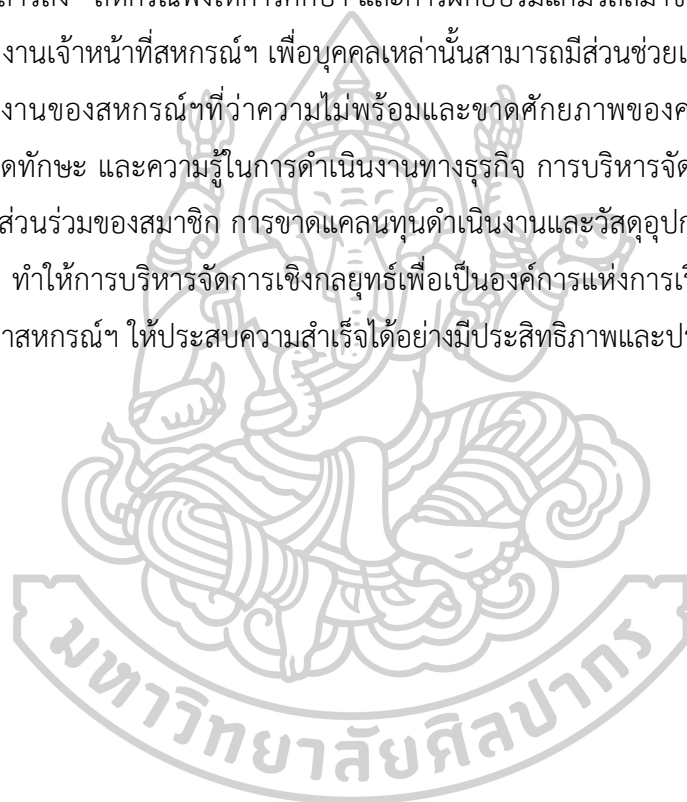 สหกรณ์พึงให้การศึกษา และการฝึกอบรมแก่มวลสมาชิ
งานเจ้าหน้าที่สหกรณ์ฯ เพื่อบุคคลเหล่านั้นสามารถมีส่วนช่วยเ
งานของสหกรณ์ฯที่ว่าความไม่พร้อมและขาดศักยภาพของค
ดทักษะ และความรู้ในการดำเนินงานทางธุรกิจ การบริหารจัด
ส่วนร่วมของสมาชิก การขาดแคลนทุนดำเนินงานและวัสดุอุปก
ทำให้การบริหารจัดการเชิงกลยุทธ์เพื่อเป็นองค์การแห่งการเรี
าสหกรณ์ฯ ให้ประสบความสำเร็จได้อย่างมีประสิทธิภาพและปร
มหาวิทยาลัยศิลปากร